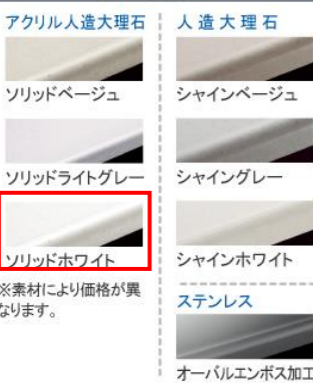 アクリル人造大理石
ソリッドベージュ
ソリッドライトグレー
ソリッドホワイト
※素材により価格が異
なります。
人造大理石
シャインベージュ
シャイングレー
シャインホワイト
ステンレス
オーバルエンボス加工